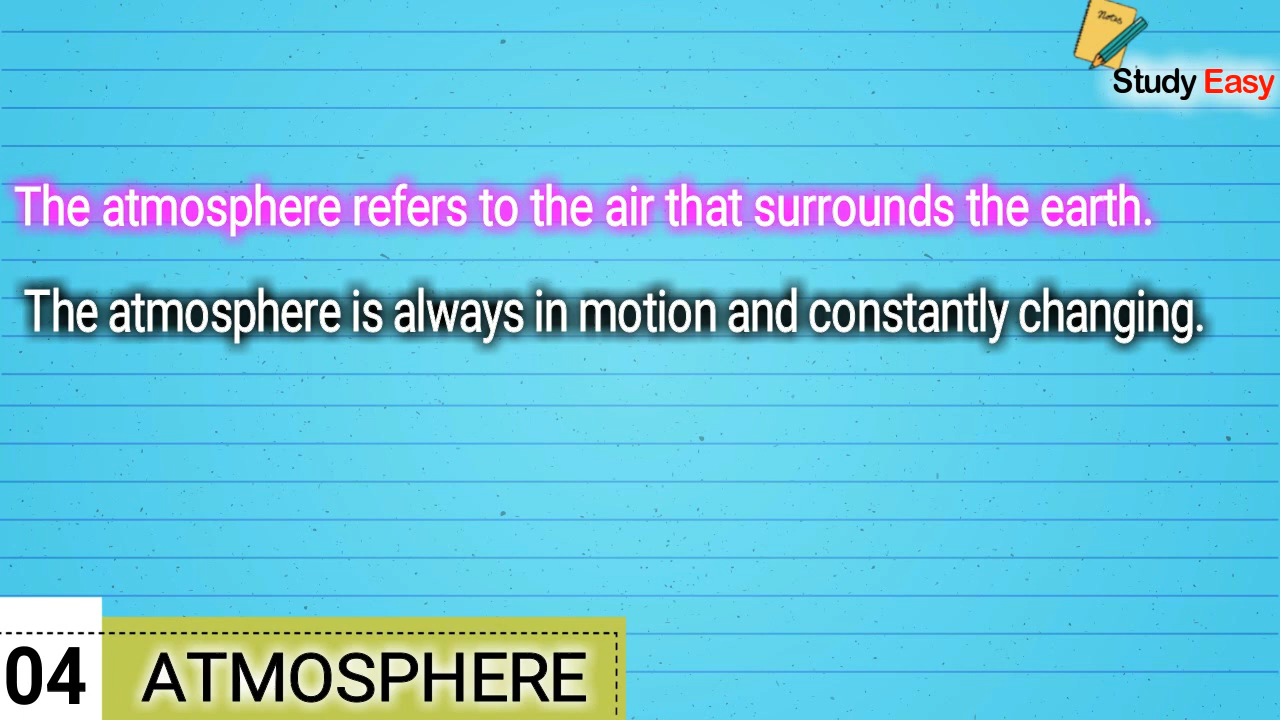 Notes
Study Easy
The atmosphere refers to the air that surrounds the earth.
The atmosphere is always in motion and constantly changing.
04 ATMOSPHERE